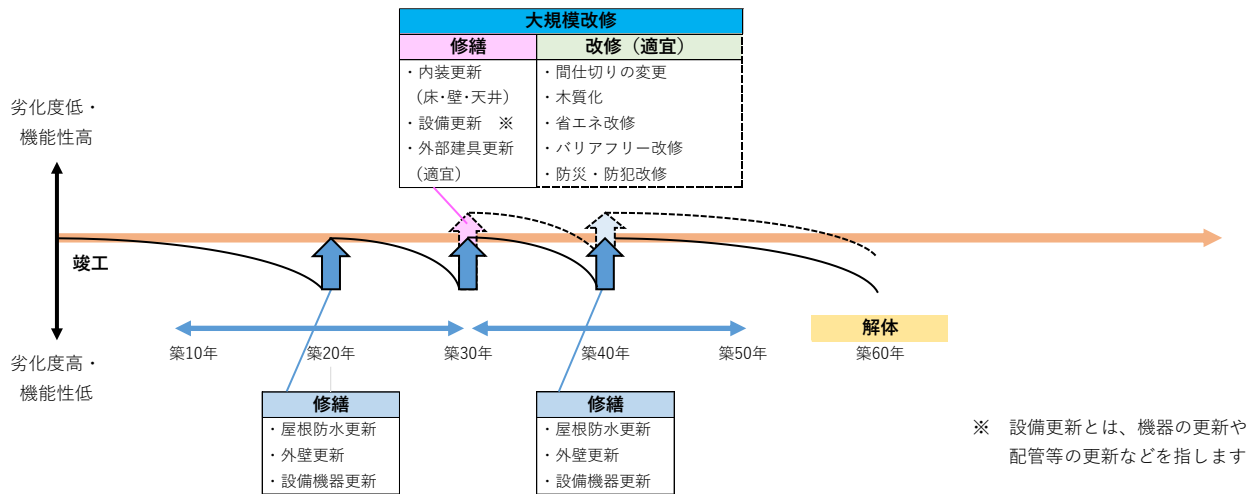 大規模改修
修繕
改修（適宜）
・内装更新
（床・壁・天井）
・設備更新　※
・外部建具更新
（適宜）
・間仕切りの変更
・木質化
・省エネ改修
・バリアフリー改修
・防災・防犯改修
劣化度低・
機能性高
竣工
劣化度高・
機能性低
築10年
築20年
築30年
築40年
築50年
解体
築60年
修繕
・屋根防水更新
・外壁更新
・設備機器更新
修繕
・屋根防水更新
・外壁更新
・設備機器更新
※　設備更新とは、機器の更新や
配管等の更新などを指します